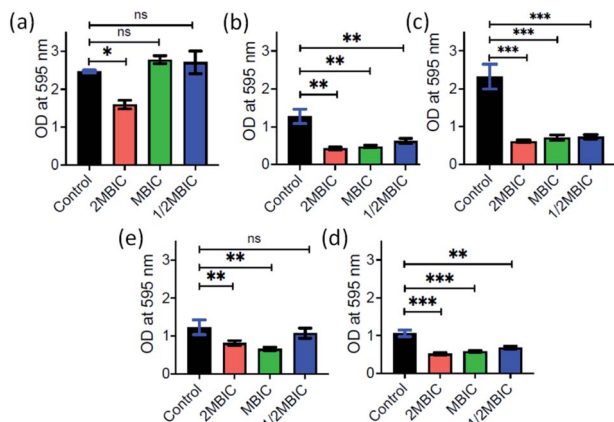 (a)
ns
ns
*
OD at 595 nm
3
2
1
0
Control
2MBIC
MBIC
1/2MBIC
(b)
**
**
**
OD at 595 nm
3
2
1
0
Control
2MBIC
MBIC
1/2MBIC
(c)
***
***
***
OD at 595 nm
3
2
1
0
Control
2MBIC
MBIC
1/2MBIC
(e)
ns
**
**
OD at 595 nm
3
2
1
0
Control
2MBIC
MBIC
1/2MBIC
(d)
**
***
***
OD at 595 nm
3
2
1
0
Control
2MBIC
MBIC
1/2MBIC